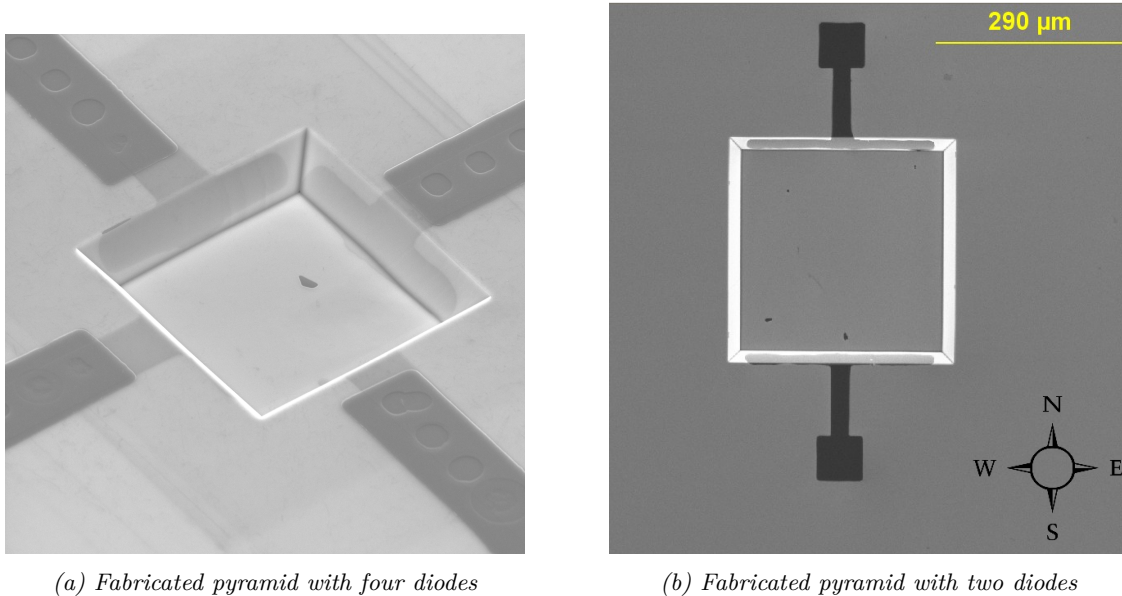 290 µm
N
W E
S
(a) Fabricated pyramid with four diodes
(b) Fabricated pyramid with two diodes